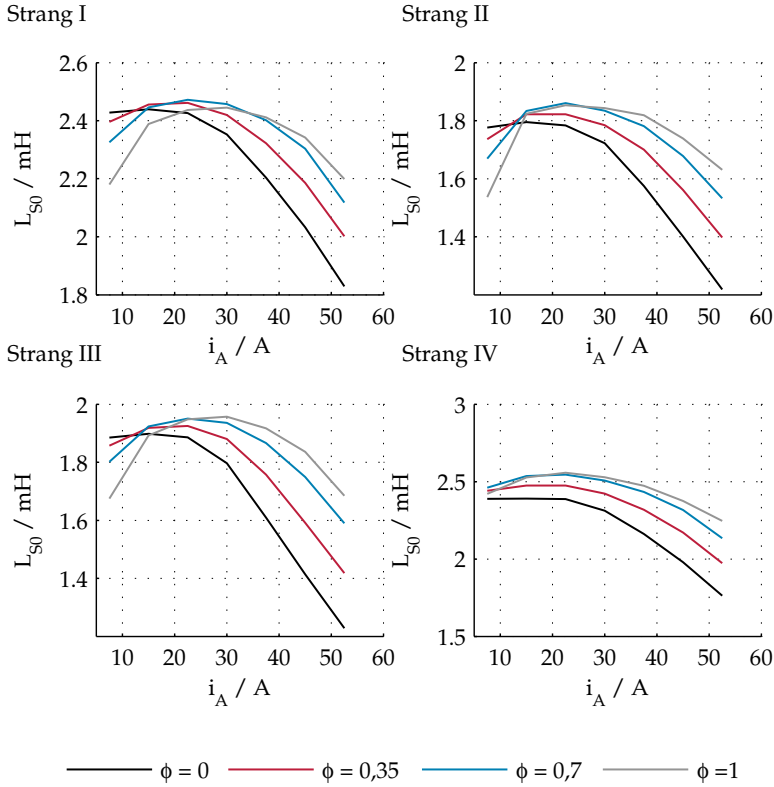 Strang I
Strang II
2.6
2.4
2.2
2
1.8
L_S0 / mH
10 20 30 40 50 60
i_A / A
2
1.8
1.6
1.4
L_S0 / mH
10 20 30 40 50 60
i_A / A
Strang III
Strang IV
2
1.8
1.6
1.4
L_S0 / mH
10 20 30 40 50 60
i_A / A
3
2.5
2
1.5
L_S0 / mH
10 20 30 40 50 60
i_A / A
ϕ = 0 ϕ = 0,35 ϕ = 0,7 ϕ =1